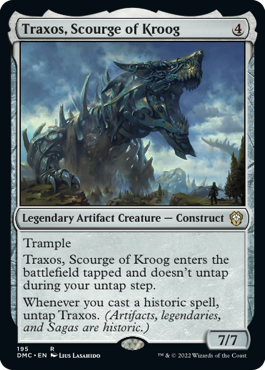 Traxos, Scourge of Kroog 4
Legendary Artifact Creature — Construct
Trample
Traxos, Scourge of Kroog enters the
battlefield tapped and doesn't untap
during your untap step.
Whenever you cast a historic spell,
untap Traxos. (Artifacts, legendaries,
and Sagas are historic.)
7/7
195 R
DMC • EN LIUS LASAHIDO
™ & © 2022 Wizards of the Coast